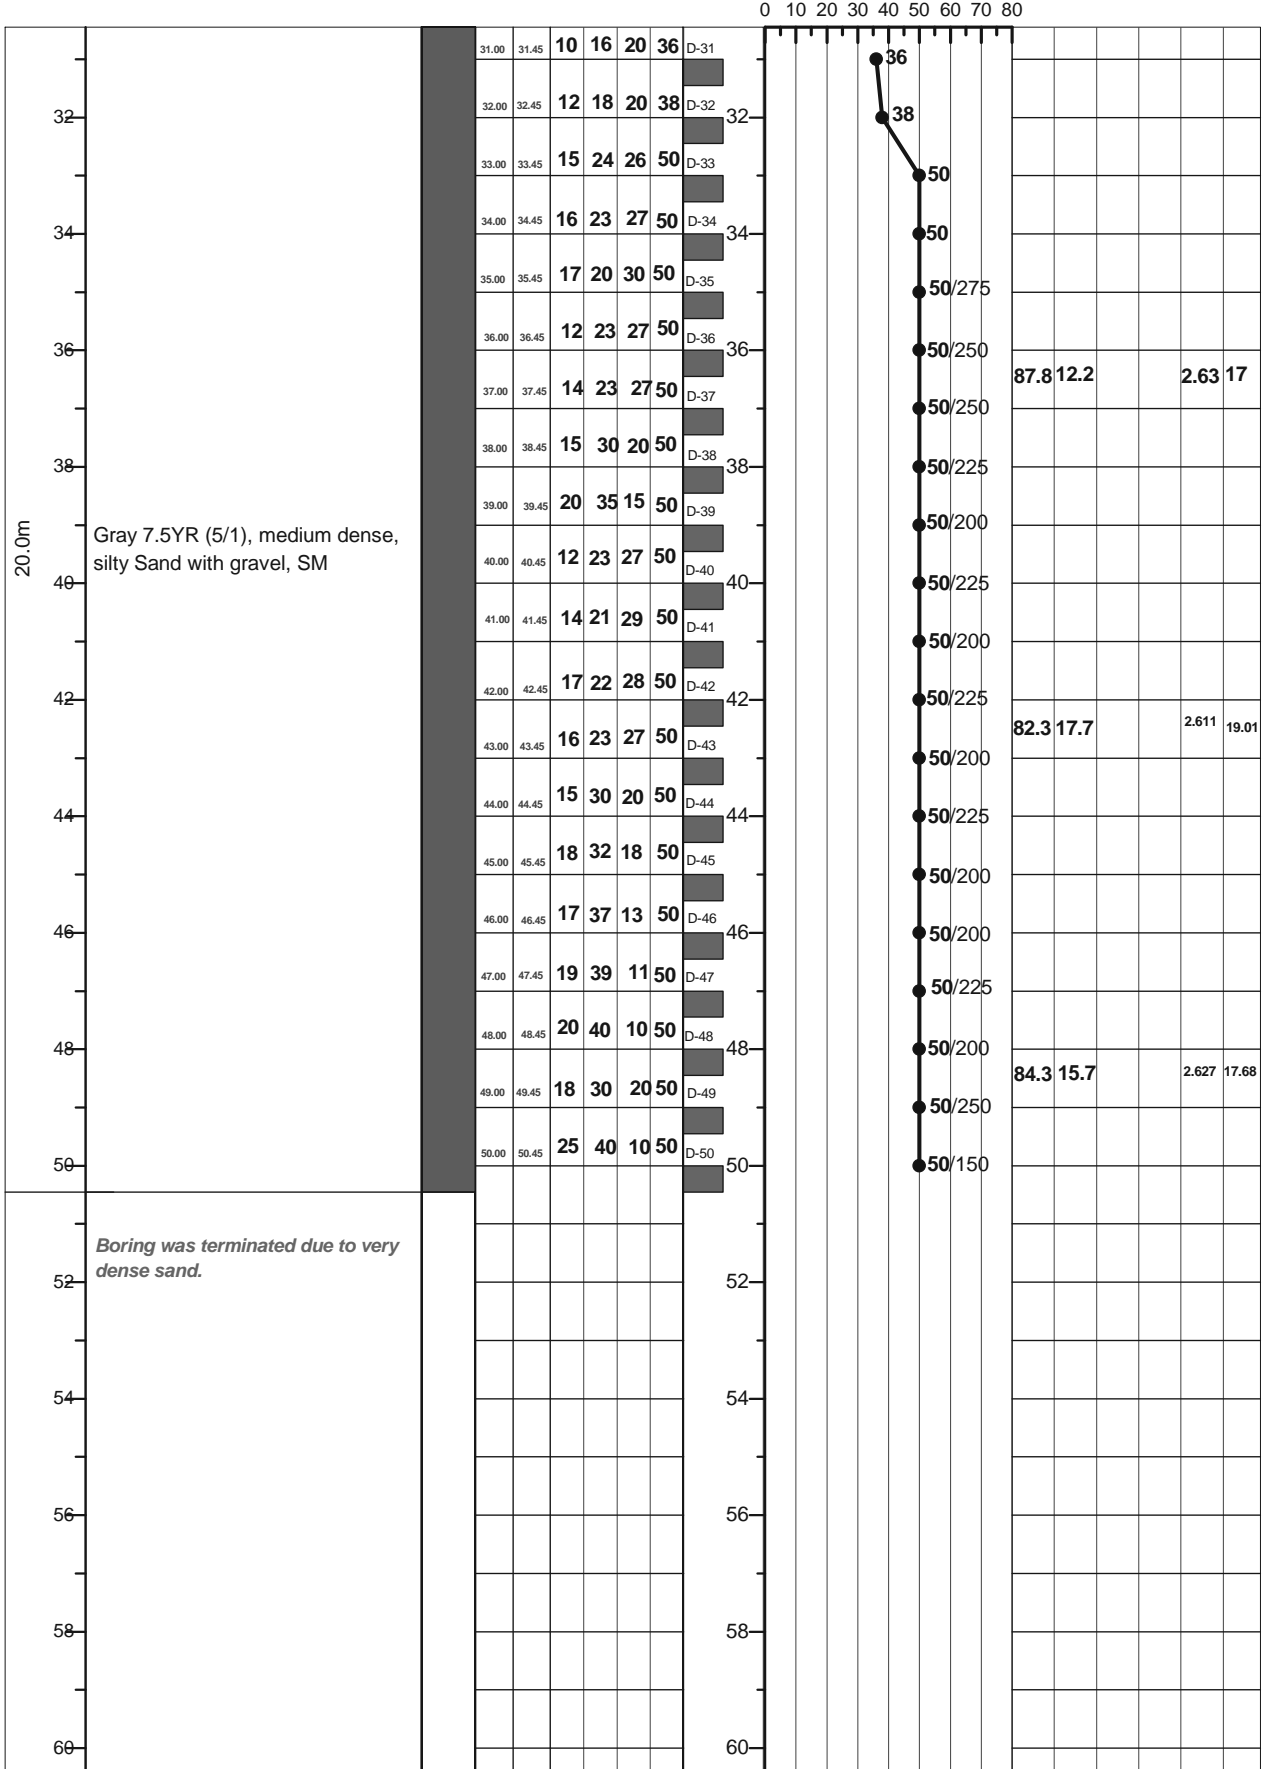 0 10 20 30 40 50 60 70 80
31.00 31.45 10 16 20 36 D-31 36
32.00 32.45 12 18 20 38 D-32 38
32 32
33.00 33.45 15 24 26 50 D-33 50
34.00 34.45 16 23 27 50 D-34
34 34 50
35.00 35.45 17 20 30 50 D-35 50/275
36.00 36.45 12 23 27 50 D-36
36 36 50/250
87.8 12.2 2.63 17
37.00 37.45 14 23 27 50 D-37 50/250
38.00 38.45 15 30 20 50 D-38
38 38 50/225
39.00 39.45 20 35 15 50 D-39 50/200
20.0m
Gray 7.5YR (5/1), medium dense,
silty Sand with gravel, SM
40.00 40.45 12 23 27 50 D-40
40 40 50/225
41.00 41.45 14 21 29 50 D-41 50/200
42.00 42.45 17 22 28 50 D-42
42 42 50/225
82.3 17.7 2.611 19.01
43.00 43.45 16 23 27 50 D-43 50/200
44.00 44.45 15 30 20 50 D-44
44 44 50/225
45.00 45.45 18 32 18 50 D-45 50/200
46.00 46.45 17 37 13 50 D-46
46 46 50/200
47.00 47.45 19 39 11 50 D-47 50/225
48.00 48.45 20 40 10 50 D-48
48 48 50/200
84.3 15.7 2.627 17.68
49.00 49.45 18 30 20 50 D-49 50/250
50.00 50.45 25 40 10 50 D-50
50 50 50/150
Boring was terminated due to very
dense sand.
52 52
54 54
56 56
58 58
60 60